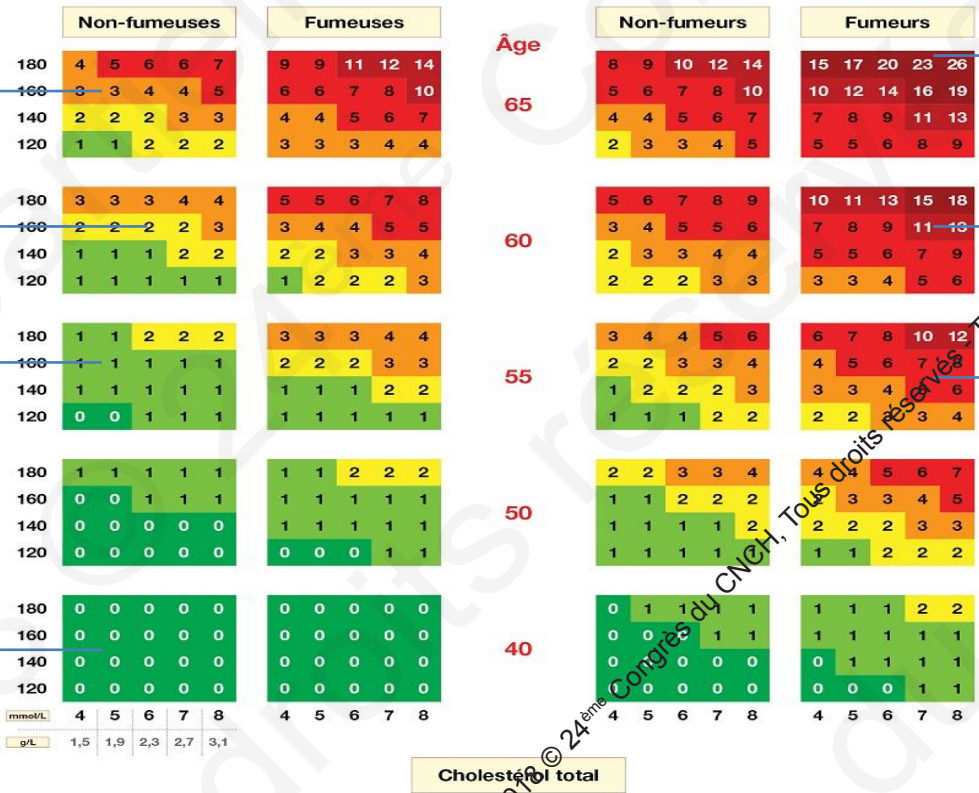 Non-fumeuses Fumeuses Non-fumeurs Fumeurs
Âge
180 4 5 6 6 7 9 9 11 12 14 8 9 10 12 14 15 17 20 23 26
160 3 3 4 4 5 6 6 7 8 10 5 6 7 8 10 10 12 14 16 19
65
140 2 2 2 3 3 4 4 5 6 7 4 4 5 6 7 7 8 9 11 13
120 1 1 2 2 2 3 3 3 4 4 2 3 3 4 5 5 5 6 8 9
180 3 3 3 4 4 5 5 6 7 8 5 6 7 8 9 10 11 13 15 18
160 2 2 2 2 3 3 4 4 5 5 3 4 5 5 6 7 8 9 11
60
140 1 1 1 2 2 2 2 3 3 4 2 3 3 4 4 5 5 6 7 9
120 1 1 1 1 1 1 2 2 2 3 2 2 2 3 3 3 3 4 5 6
180 1 1 2 2 2 3 3 3 4 4 3 4 4 5 6 6 7 8 10 12
160 1 1 1 1 1 2 2 2 3 3 2 2 3 3 4 4 5 6 7 8
55
140 1 1 1 1 1 1 1 1 2 2 1 2 2 2 3 3 3 4 6
120 0 0 1 1 1 1 1 1 1 1 1 1 1 2 2 2 2 3 3 4
180 1 1 1 1 1 1 1 2 2 2 2 2 3 3 4 4 4 5 6 7
160 0 0 1 1 1 1 1 1 1 1 1 1 2 2 2 2 3 3 4 5
50
140 0 0 0 0 0 1 1 1 1 1 1 1 1 1 2 2 2 2 3 3
120 0 0 0 0 0 0 0 0 1 1 1 1 1 1 1 1 2 2 2
180 0 0 0 0 0 0 0 0 0 0 0 1 1 1 1 1 1 1 2 2
160 0 0 0 0 0 0 0 0 0 0 0 0 0 1 1 1 1 1 1 1
40
140 0 0 0 0 0 0 0 0 0 0 0 0 0 0 0 0 1 1 1 1
120 0 0 0 0 0 0 0 0 0 0 0 0 0 0 0 0 0 0 1 1
mmol/L 4 5 6 7 8 4 5 6 7 8 4 5 6 7 8 4 5 6 7 8
g/L 1,5 1,9 2,3 2,7 3,1
Cholestérol total
© 24ème Congrès du CNCH, Tous droits réservés - T